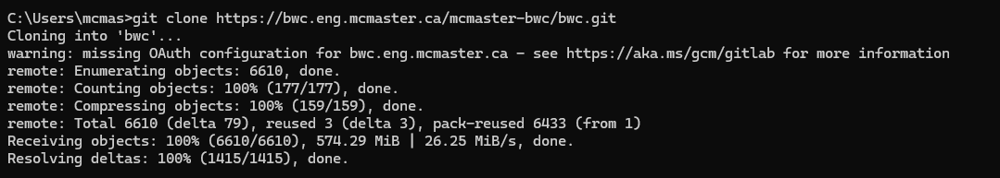 C:\Users\mcmas>git clone https://bwc.eng.mcmaster.ca/mcmaster-bwc/bwc.git
Cloning into 'bwc'...
warning: missing OAuth configuration for bwc.eng.mcmaster.ca - see https://aka.ms/gcm/gitlab for more information
remote: Enumerating objects: 6610, done.
remote: Counting objects: 100% (177/177), done.
remote: Compressing objects: 100% (159/159), done.
remote: Total 6610 (delta 79), reused 3 (delta 3), pack-reused 6433 (from 1)
Receiving objects: 100% (6610/6610), 574.29 MiB | 26.25 MiB/s, done.
Resolving deltas: 100% (1415/1415), done.